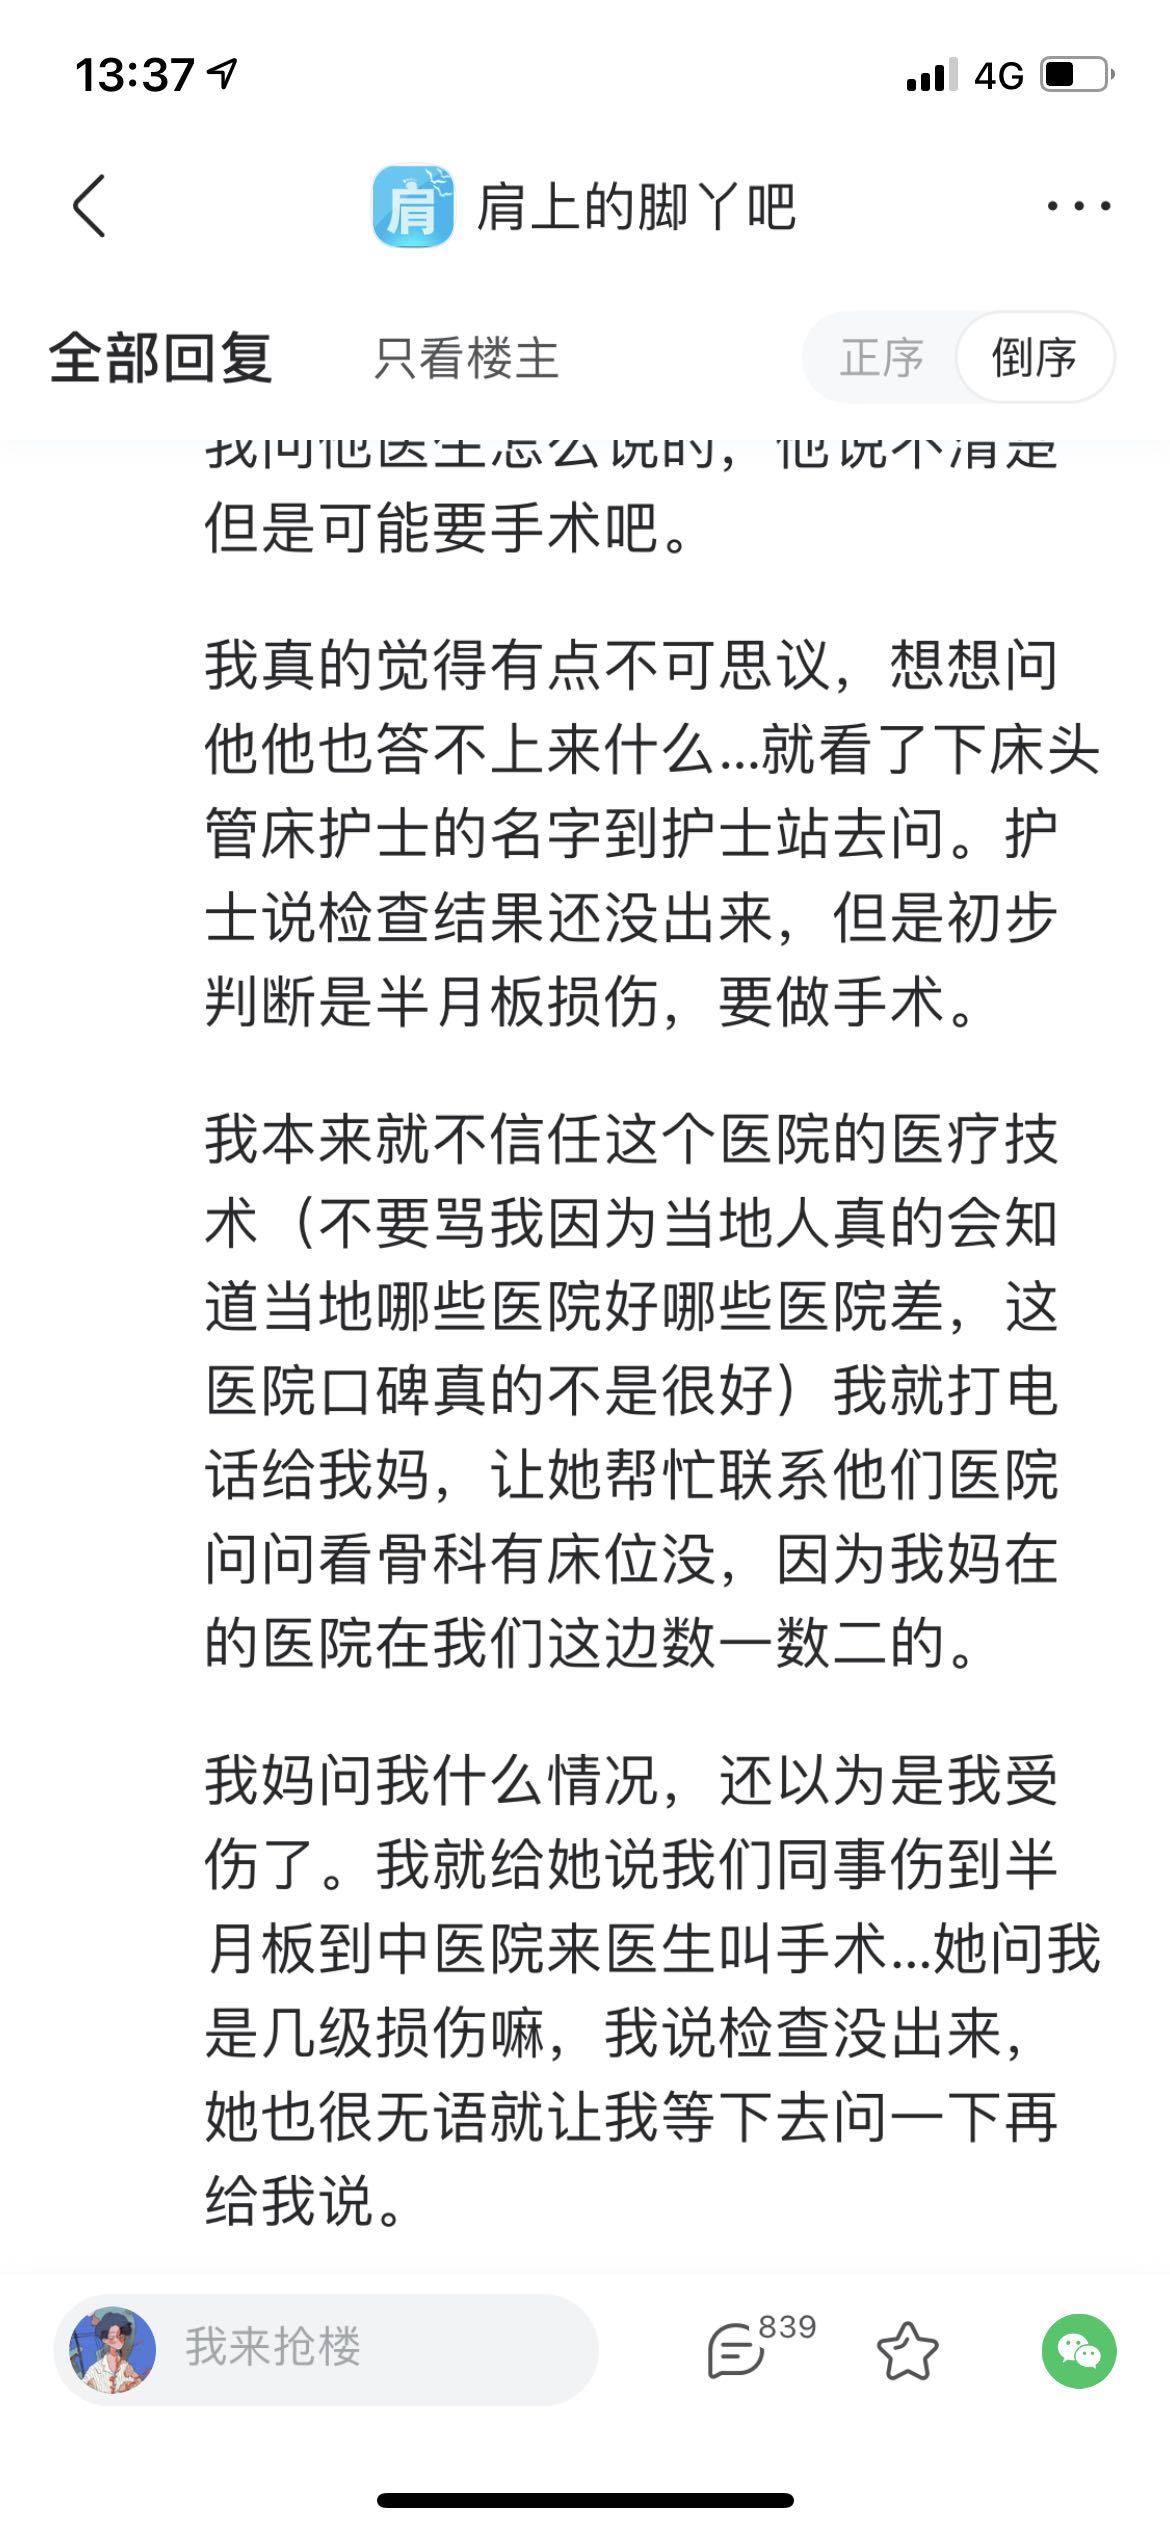 13:37
4G
肩
肩上的脚丫吧
全部回复
只看楼主
正序
倒序
我问他医生怎么说的，他说不清楚
但是可能要手术吧。
我真的觉得有点不可思议，想想问
他他也答不上来什么...就看了下床头
管床护士的名字到护士站去问。护
士说检查结果还没出来，但是初步
判断是半月板损伤，要做手术。
我本来就不信任这个医院的医疗技
术（不要骂我因为当地人真的会知
道当地哪些医院好哪些医院差，这
医院口碑真的不是很好）我就打电
话给我妈，让她帮忙联系他们医院
问问看骨科有床位没，因为我妈在
的医院在我们这边数一数二的。
我妈问我什么情况，还以为是我受
伤了。我就给她说我们同事伤到半
月板到中医院来医生叫手术...她问我
是几级损伤嘛，我说检查没出来，
她也很无语就让我等下去问一下再
给我说。
我来抢楼
839